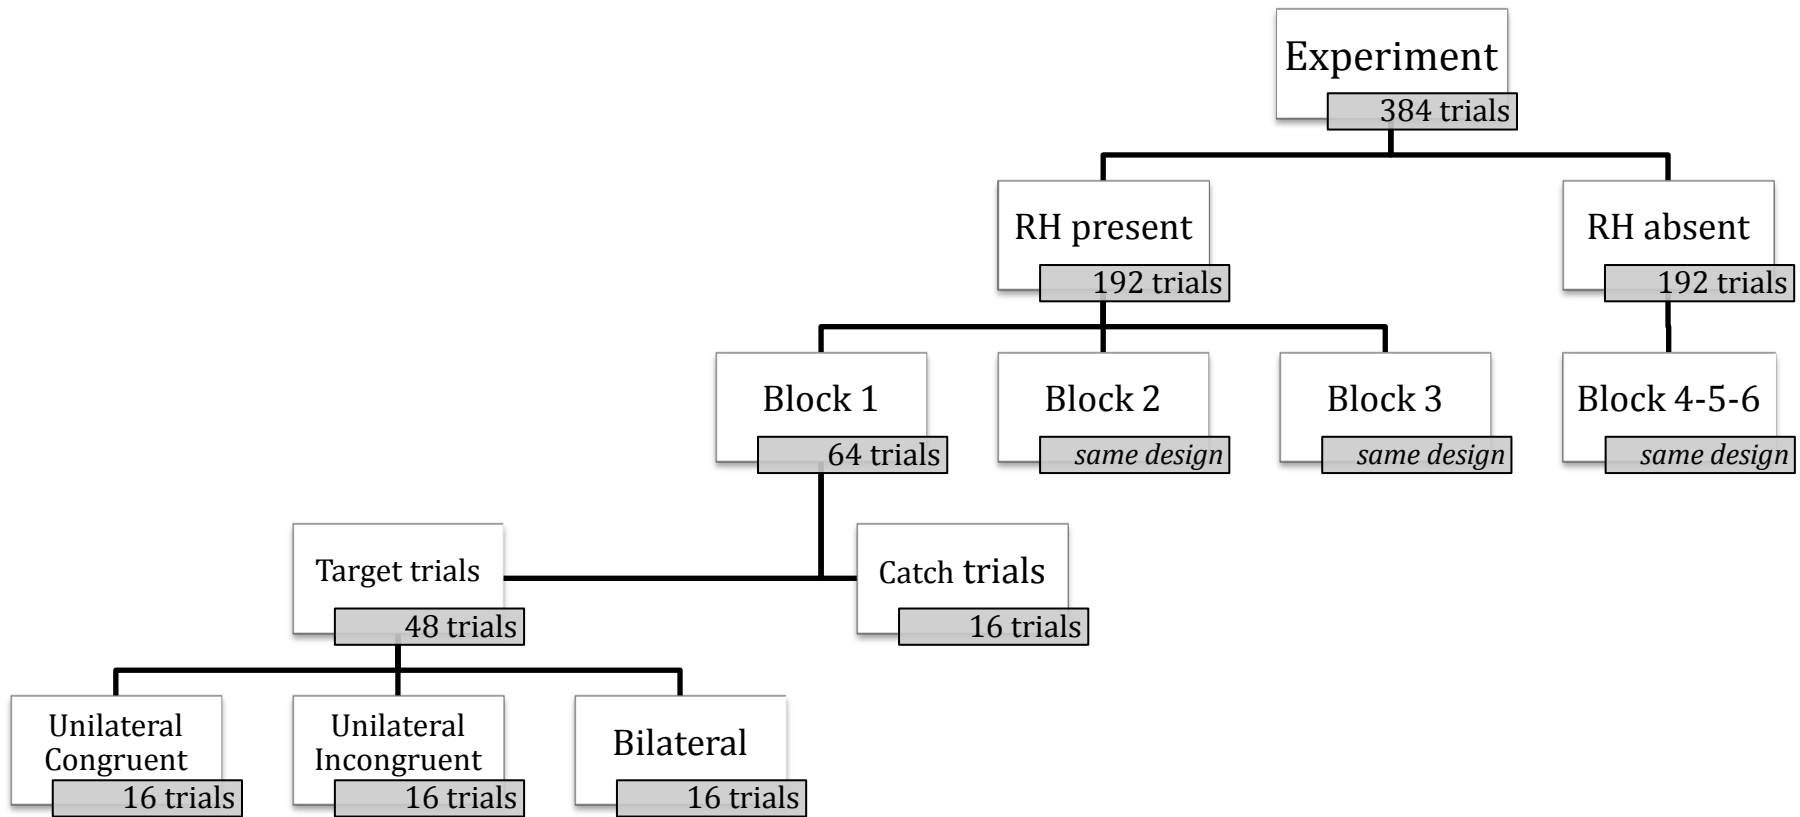 Experiment
384 trials
RH present
192 trials
RH absent
192 trials
Block 1
64 trials
Block 2
same design
Block 3
same design
Block 4-5-6
same design
Target trials
48 trials
Catch trials
16 trials
Unilateral
Congruent
16 trials
Unilateral
Incongruent
16 trials
Bilateral
16 trials